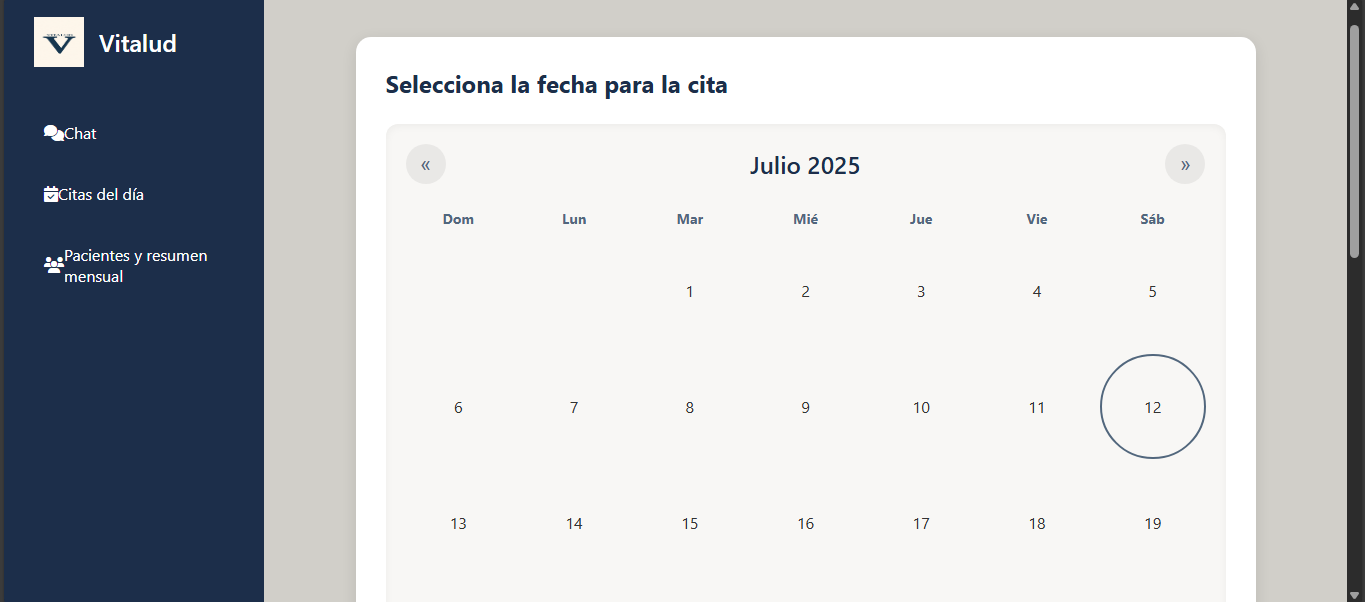 Vitalud
Chat
Citas del día
Pacientes y resumen
mensual
Selecciona la fecha para la cita
« Julio 2025 »
Dom Lun Mar Mié Jue Vie Sáb
1 2 3 4 5
6 7 8 9 10 11 12
13 14 15 16 17 18 19